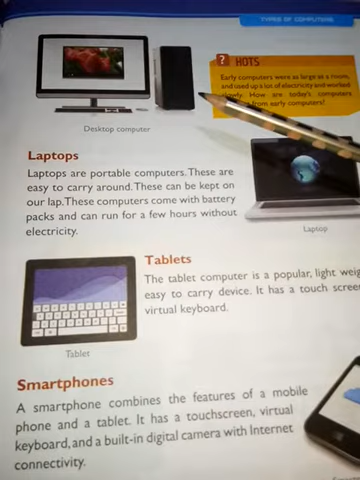 TYPES OF COMPUTERS
? HOTS
Early computers were as large as a room,
and used up a lot of electricity and worked
slowly. How are today's computers
from early computers?
Desktop computer
Laptops
Laptops are portable computers. These are
easy to carry around. These can be kept on
our lap. These computers come with battery
packs and can run for a few hours without
electricity.
Laptop
Tablets
The tablet computer is a popular, light
easy to carry device. It has a touch
virtual keyboard.
Tablet
Smartphones
A smartphone combines the features of a mobile
phone and a tablet. It has a touchscreen, virtual
keyboard, and a built-in digital camera with Internet
connectivity.